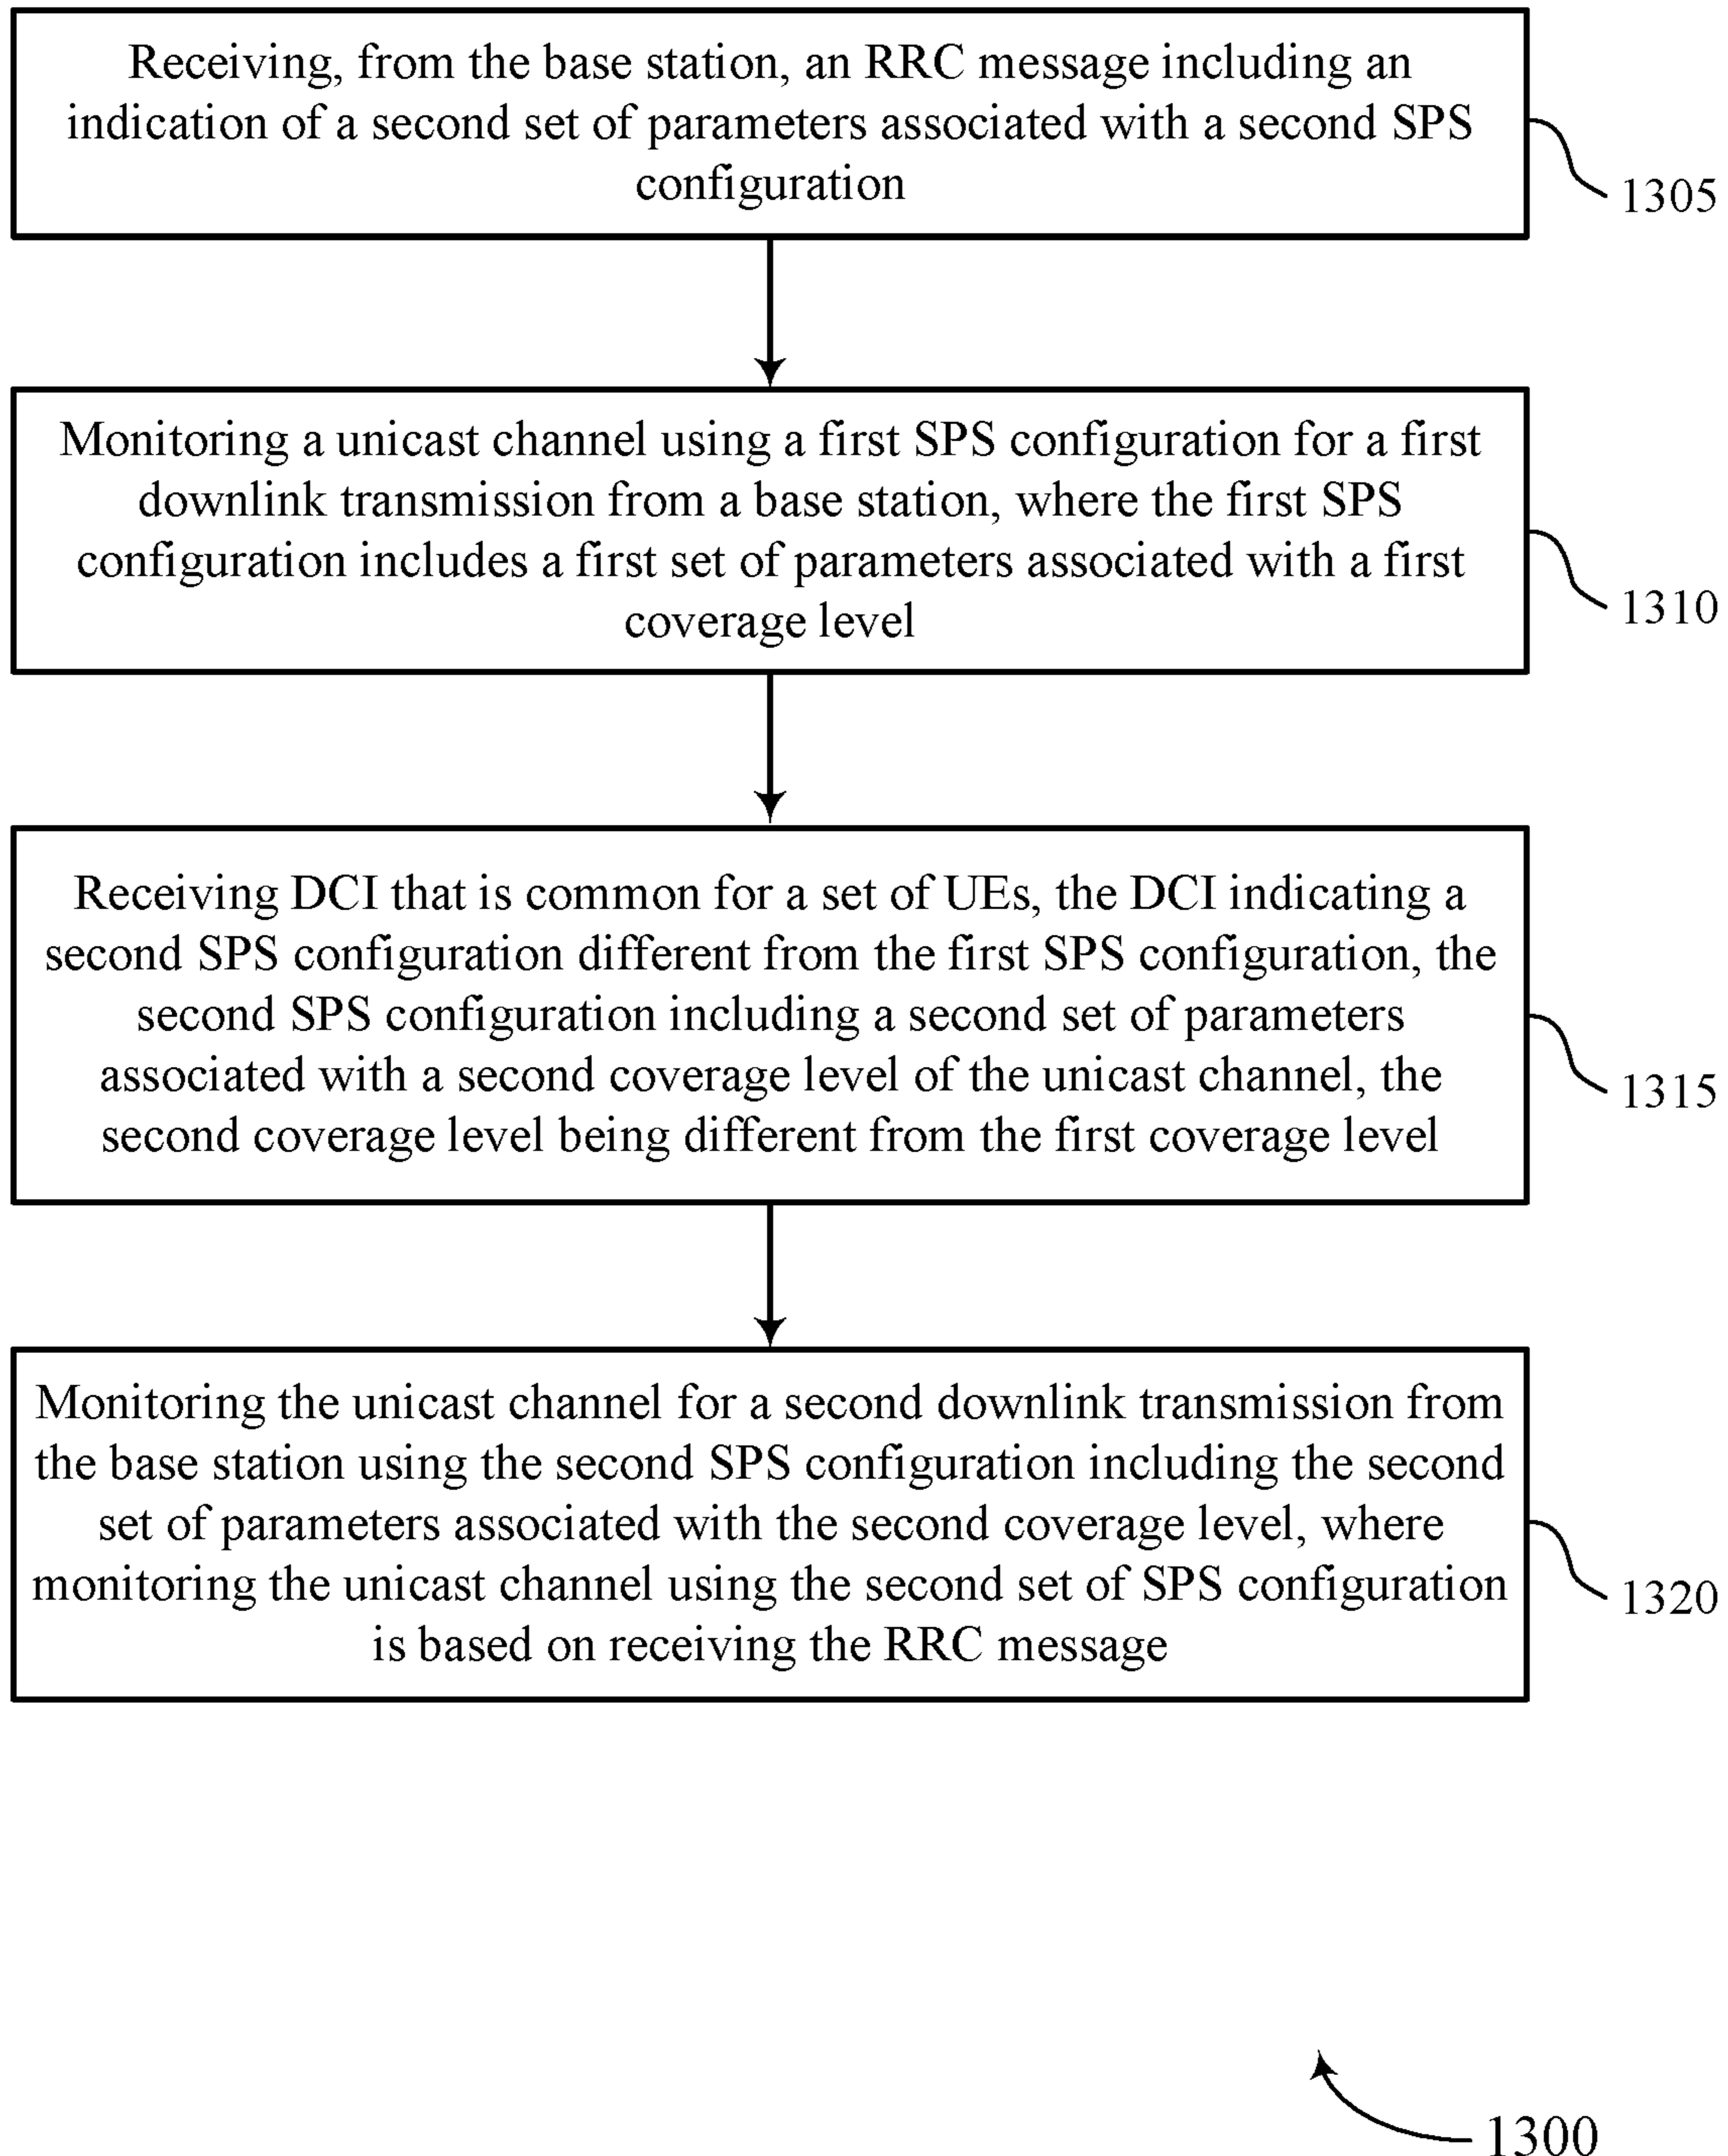 Receiving, from the base station, an RRC message including an
indication of a second set of parameters associated with a second SPS
configuration
1305
Monitoring a unicast channel using a first SPS configuration for a first
downlink transmission from a base station, where the first SPS
configuration includes a first set of parameters associated with a first
coverage level
1310
Receiving DCI that is common for a set of UEs, the DCI indicating a
second SPS configuration different from the first SPS configuration, the
second SPS configuration including a second set of parameters
associated with a second coverage level of the unicast channel, the
second coverage level being different from the first coverage level
1315
Monitoring the unicast channel for a second downlink transmission from
the base station using the second SPS configuration including the second
set of parameters associated with the second coverage level, where
monitoring the unicast channel using the second set of SPS configuration
is based on receiving the RRC message
1320
1300